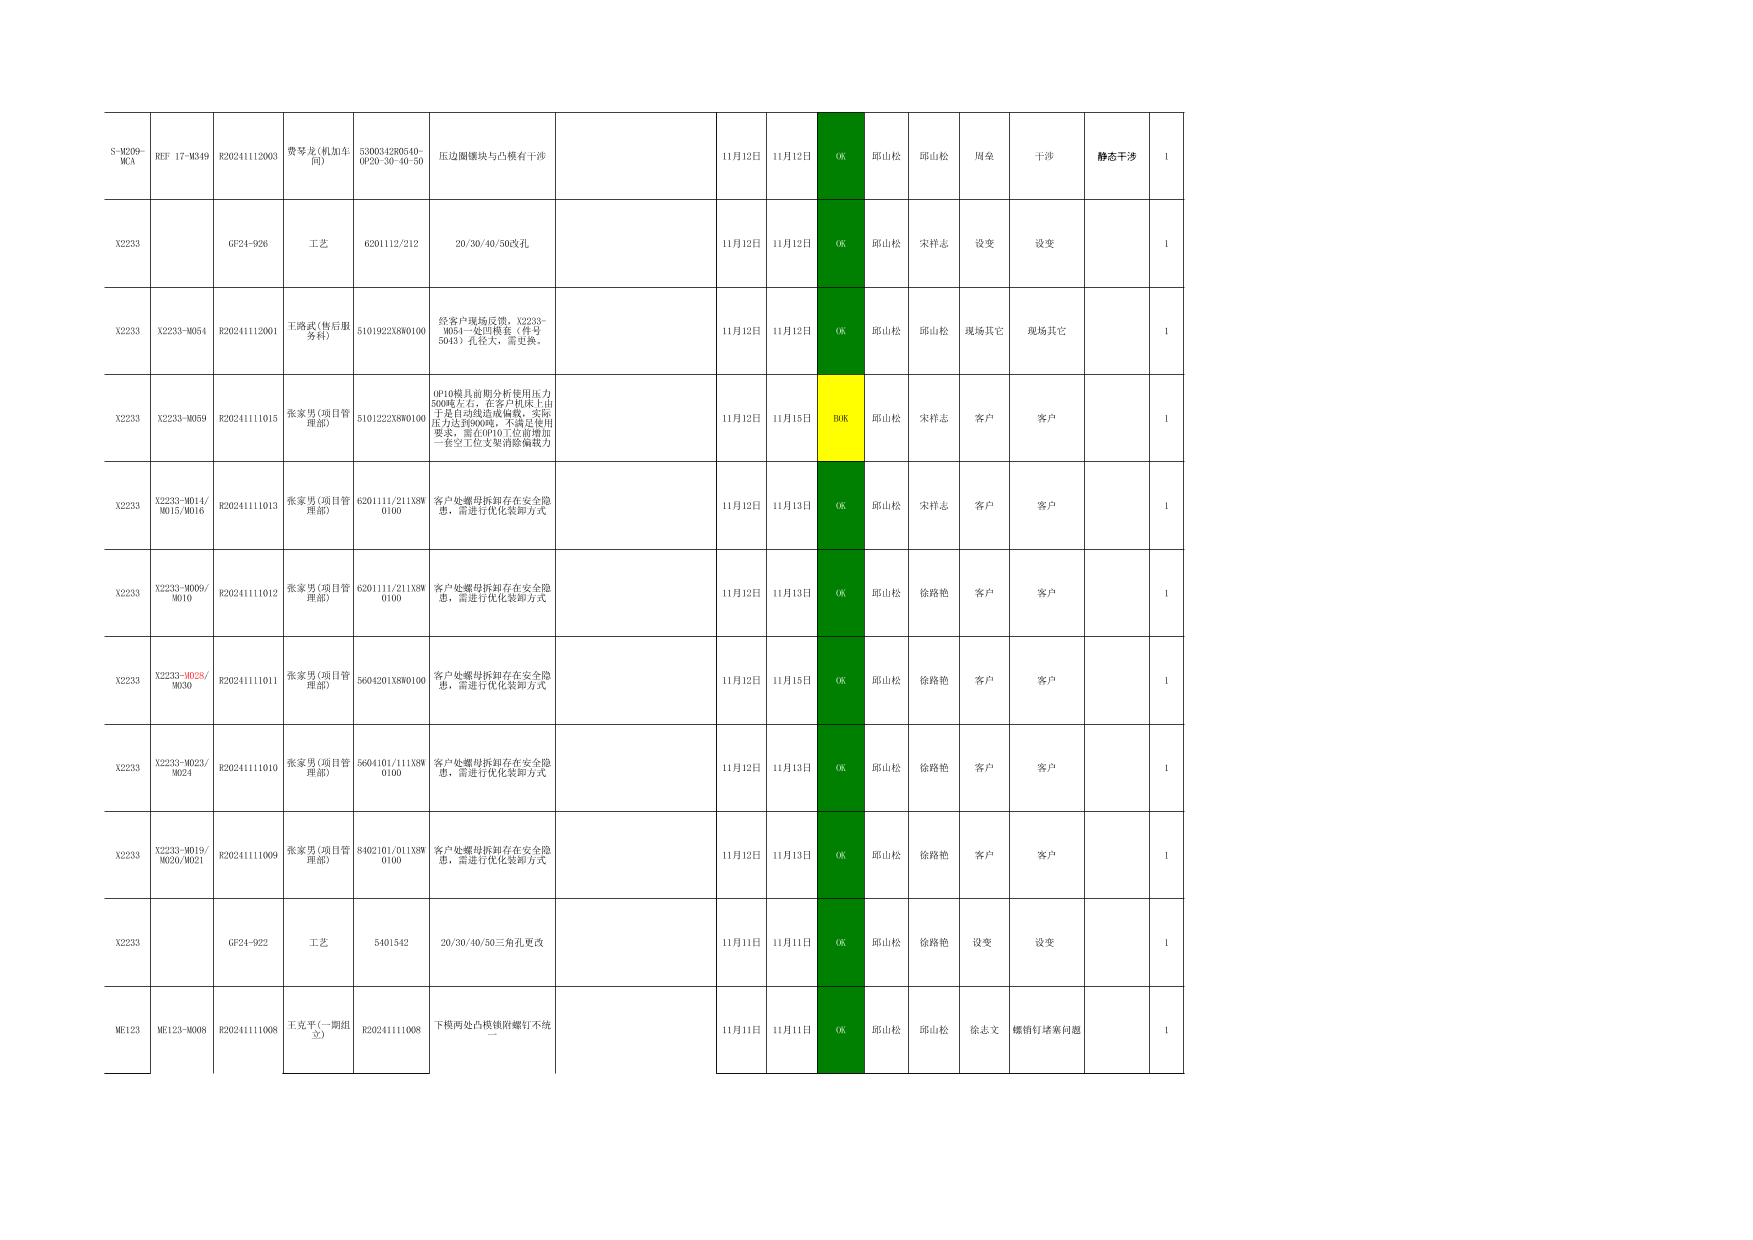 S-M209-MCA REF 17-M349 R20241112003 费琴龙(机加车间) 5300342R0540-OP20-30-40-50 压边圈镶块与凸模有干涉 11月12日 11月12日 OK 邱山松 邱山松 周垒 干涉 静态干涉 1
X2233 GF24-926 工艺 6201112/212 20/30/40/50改孔 11月12日 11月12日 OK 邱山松 宋祥志 设变 设变 1
X2233 X2233-M054 R20241112001 王路武(售后服务科) 5101922X8W0100 经客户现场反馈，X2233-M054一处凹模套（件号5043）孔径大，需更换。 11月12日 11月12日 OK 邱山松 邱山松 现场其它 现场其它 1
X2233 X2233-M059 R20241111015 张家男(项目管理部) 5101222X8W0100 OP10模具前期分析使用压力500吨左右，在客户机床上由于是自动线造成偏载，实际压力达到900吨，不满足使用要求，需在OP10工位前增加一套空工位支架消除偏载力 11月12日 11月15日 BOK 邱山松 宋祥志 客户 客户 1
X2233 X2233-M014/M015/M016 R20241111013 张家男(项目管理部) 6201111/211X8W0100 客户处螺母拆卸存在安全隐患，需进行优化装卸方式 11月12日 11月13日 OK 邱山松 宋祥志 客户 客户 1
X2233 X2233-M009/M010 R20241111012 张家男(项目管理部) 6201111/211X8W0100 客户处螺母拆卸存在安全隐患，需进行优化装卸方式 11月12日 11月13日 OK 邱山松 徐路艳 客户 客户 1
X2233 X2233-M028/M030 R20241111011 张家男(项目管理部) 5604201X8W0100 客户处螺母拆卸存在安全隐患，需进行优化装卸方式 11月12日 11月15日 OK 邱山松 徐路艳 客户 客户 1
X2233 X2233-M023/M024 R20241111010 张家男(项目管理部) 5604101/111X8W0100 客户处螺母拆卸存在安全隐患，需进行优化装卸方式 11月12日 11月13日 OK 邱山松 徐路艳 客户 客户 1
X2233 X2233-M019/M020/M021 R20241111009 张家男(项目管理部) 8402101/011X8W0100 客户处螺母拆卸存在安全隐患，需进行优化装卸方式 11月12日 11月13日 OK 邱山松 徐路艳 客户 客户 1
X2233 GF24-922 工艺 5401542 20/30/40/50三角孔更改 11月11日 11月11日 OK 邱山松 徐路艳 设变 设变 1
ME123 ME123-M008 R20241111008 王克平(一期组立) R20241111008 下模两处凸模锁附螺钉不统一 11月11日 11月11日 OK 邱山松 邱山松 徐志文 螺销钉堵塞问题 1